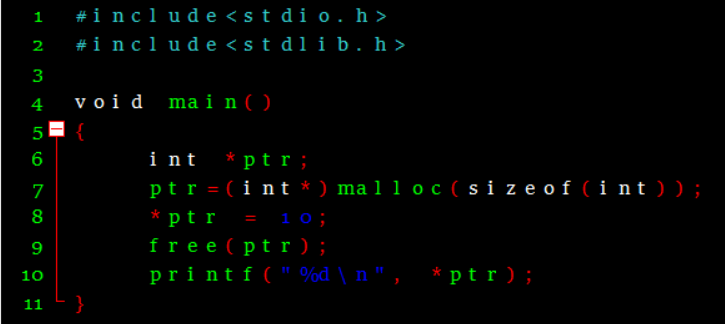 1 #include<stdio.h>
2 #include<stdlib.h>
3
4 void main()
5 {
6 int *ptr;
7 ptr=(int*)malloc(sizeof(int));
8 *ptr = 10;
9 free(ptr);
10 printf("%d\n", *ptr);
11 }